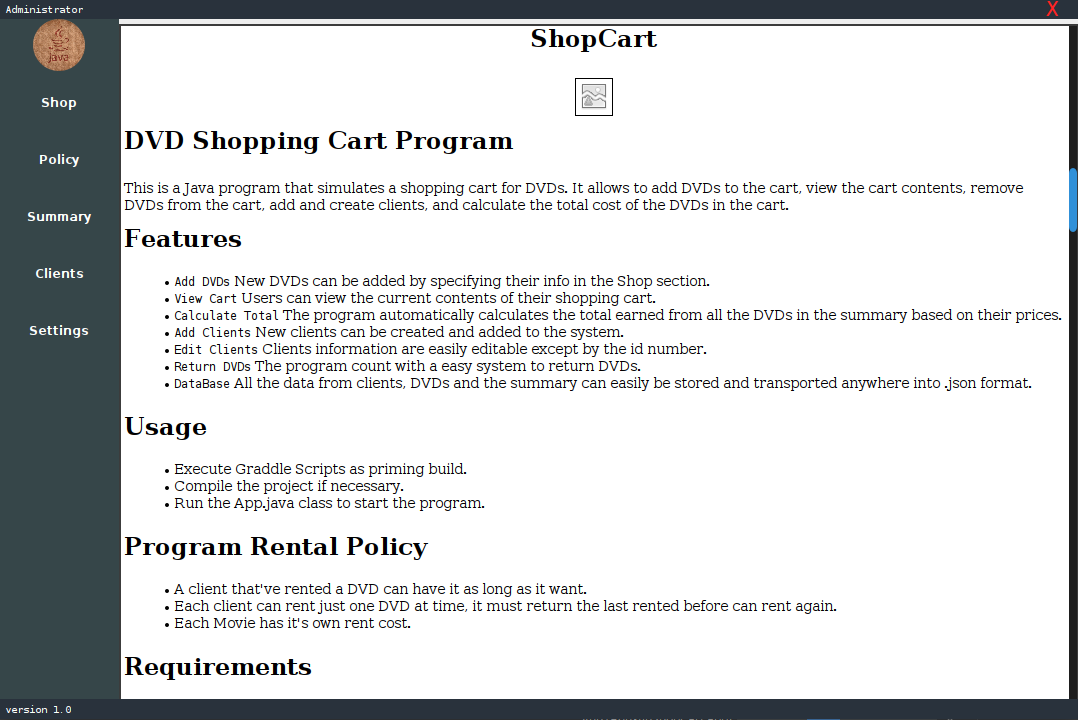 Administrator
X
Java
Shop
Policy
Summary
Clients
Settings
ShopCart
DVD Shopping Cart Program
This is a Java program that simulates a shopping cart for DVDs. It allows to add DVDs to the cart, view the cart contents, remove
DVDs from the cart, add and create clients, and calculate the total cost of the DVDs in the cart.
Features
• Add DVDs New DVDs can be added by specifying their info in the Shop section.
• View Cart Users can view the current contents of their shopping cart.
• Calculate Total The program automatically calculates the total earned from all the DVDs in the summary based on their prices.
• Add Clients New clients can be created and added to the system.
• Edit Clients Clients information are easily editable except by the id number.
• Return DVDs The program count with a easy system to return DVDs.
• DataBase All the data from clients, DVDs and the summary can easily be stored and transported anywhere into .json format.
Usage
• Execute Graddle Scripts as priming build.
• Compile the project if necessary.
• Run the App.java class to start the program.
Program Rental Policy
• A client that've rented a DVD can have it as long as it want.
• Each client can rent just one DVD at time, it must return the last rented before can rent again.
• Each Movie has it's own rent cost.
Requirements
version 1.0